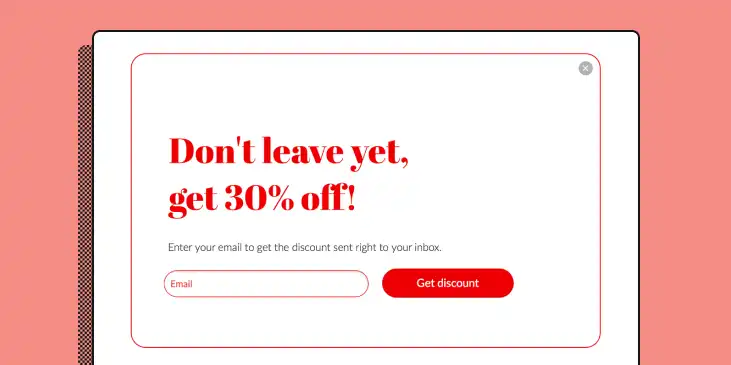 Don't leave yet,
get 30% off!
Enter your email to get the discount sent right to your inbox.
Email
Get discount